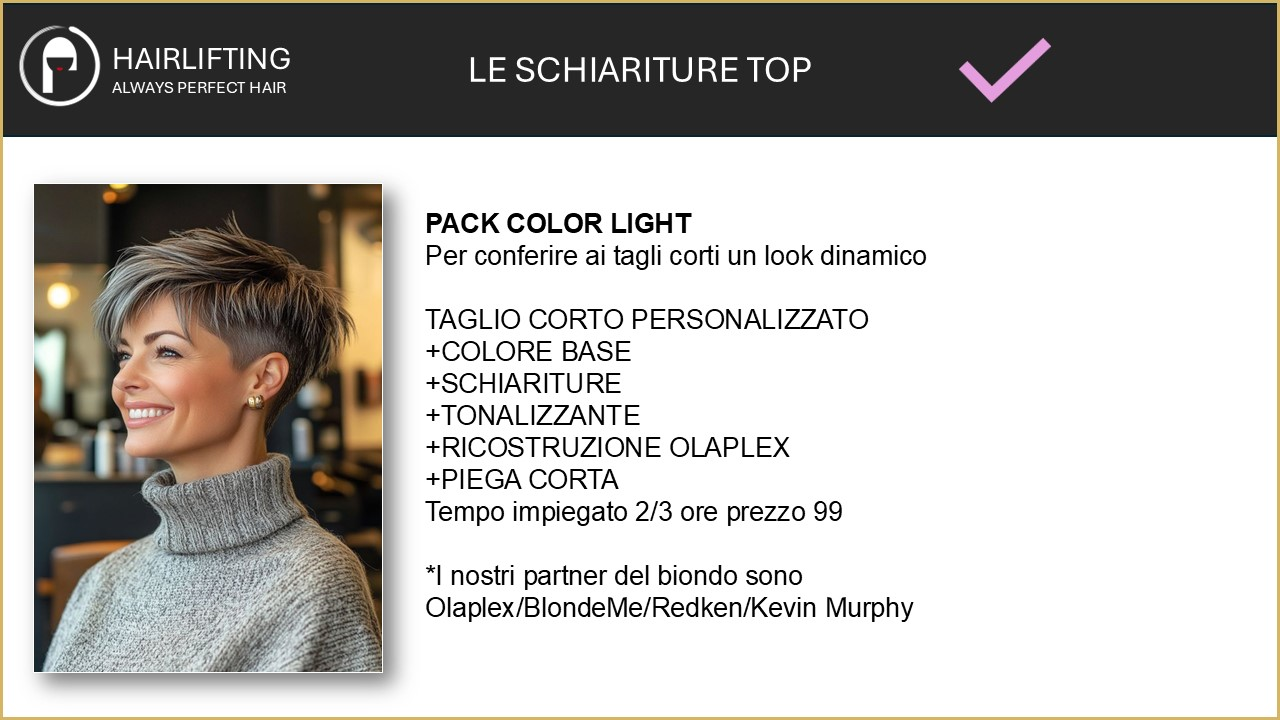 HAIRLIFTING
ALWAYS PERFECT HAIR
LE SCHIARITURE TOP
PACK COLOR LIGHT
Per conferire ai tagli corti un look dinamico
TAGLIO CORTO PERSONALIZZATO
+COLORE BASE
+SCHIARITURE
+TONALIZZANTE
+RICOSTRUZIONE OLAPLEX
+PIEGA CORTA
Tempo impiegato 2/3 ore prezzo 99
*I nostri partner del biondo sono
Olaplex/BlondeMe/Redken/Kevin Murphy